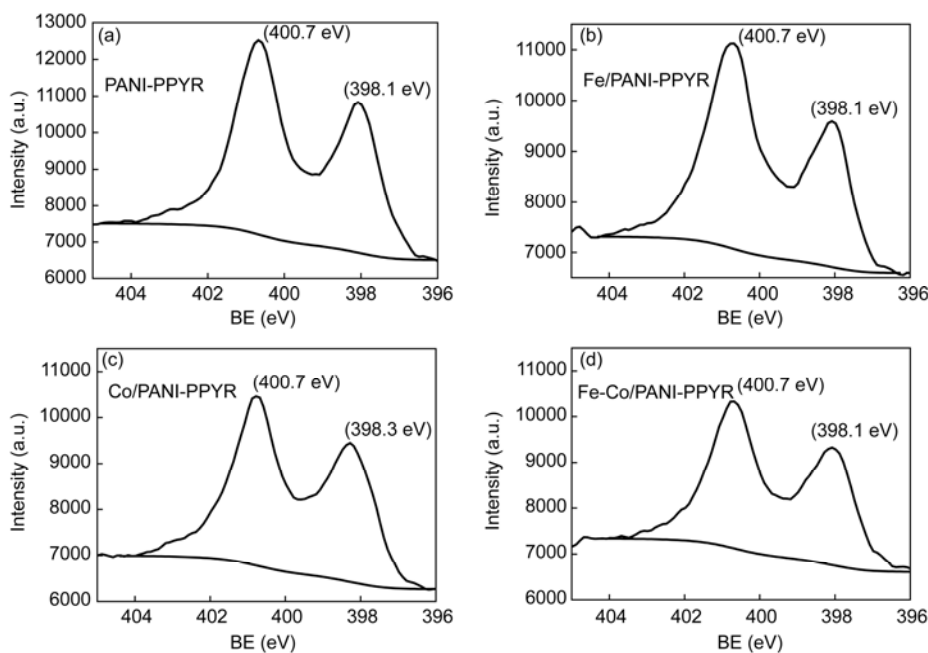 (a)
PANI-PPYR
(400.7 eV)
(398.1 eV)
13000
12000
11000
10000
9000
8000
7000
6000
Intensity (a.u.)
404 402 400 398 396
BE (eV)
(b)
Fe/PANI-PPYR
(400.7 eV)
(398.1 eV)
11000
10000
9000
8000
7000
Intensity (a.u.)
404 402 400 398 396
BE (eV)
(c)
Co/PANI-PPYR
(400.7 eV)
(398.3 eV)
11000
10000
9000
8000
7000
6000
Intensity (a.u.)
404 402 400 398 396
BE (eV)
(d)
Fe-Co/PANI-PPYR
(400.7 eV)
(398.1 eV)
11000
10000
9000
8000
7000
6000
Intensity (a.u.)
404 402 400 398 396
BE (eV)